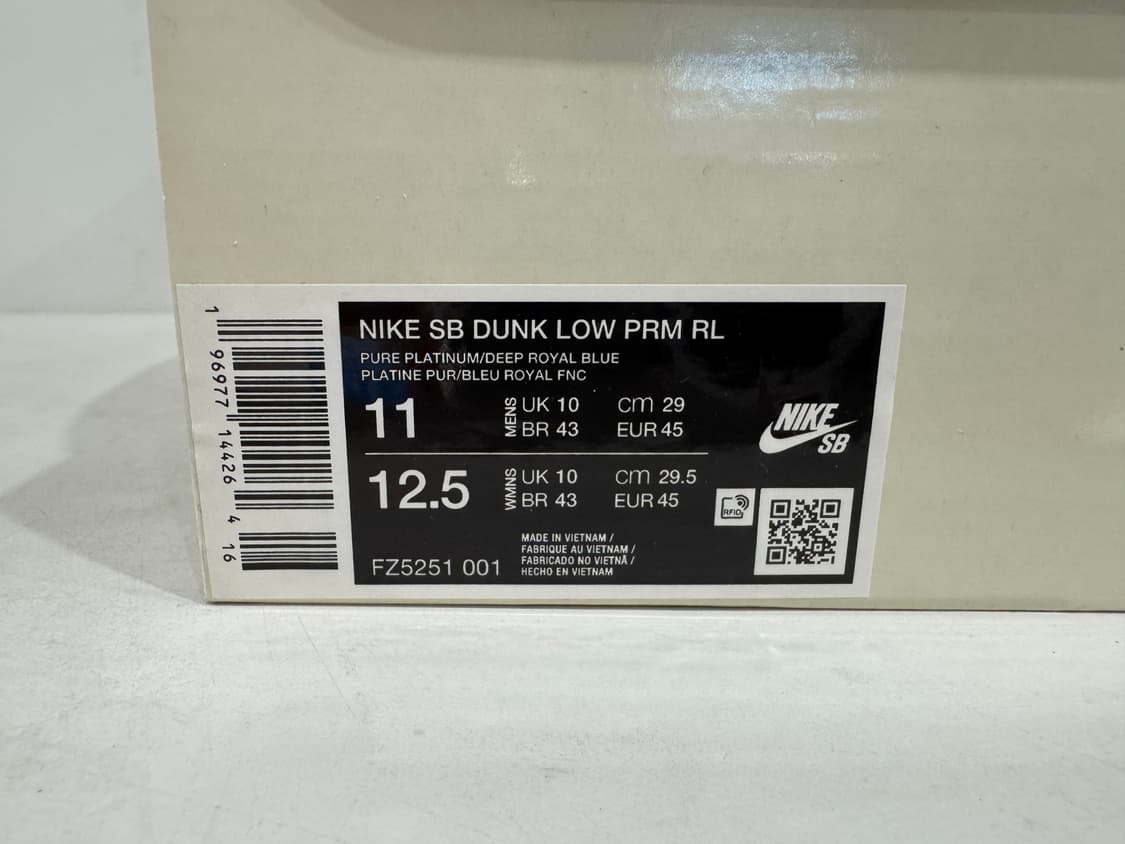 NIKE SB DUNK LOW PRM RL
PURE PLATINUM/DEEP ROYAL BLUE
PLATINE PUR/BLEU ROYAL FNC
11 MENS UK 10 cm 29
BR 43 EUR 45
12.5 WMNS UK 10 cm 29.5
BR 43 EUR 45
NIKE
SB
RFID
FZ5251 001
MADE IN VIETNAM /
FABRIQUE AU VIETNAM /
FABRICADO NO VIETNÃ /
HECHO EN VIETNAM
1 96977 14426 4 16